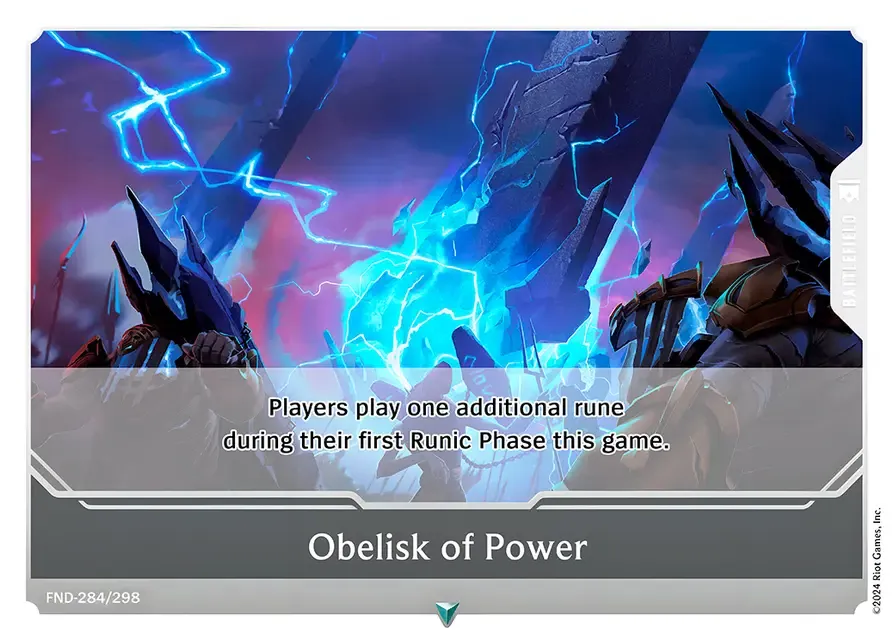 BATTLEFIELD
Players play one additional rune
during their first Runic Phase this game.
Obelisk of Power
FND-284/298
©2024 Riot Games, Inc.